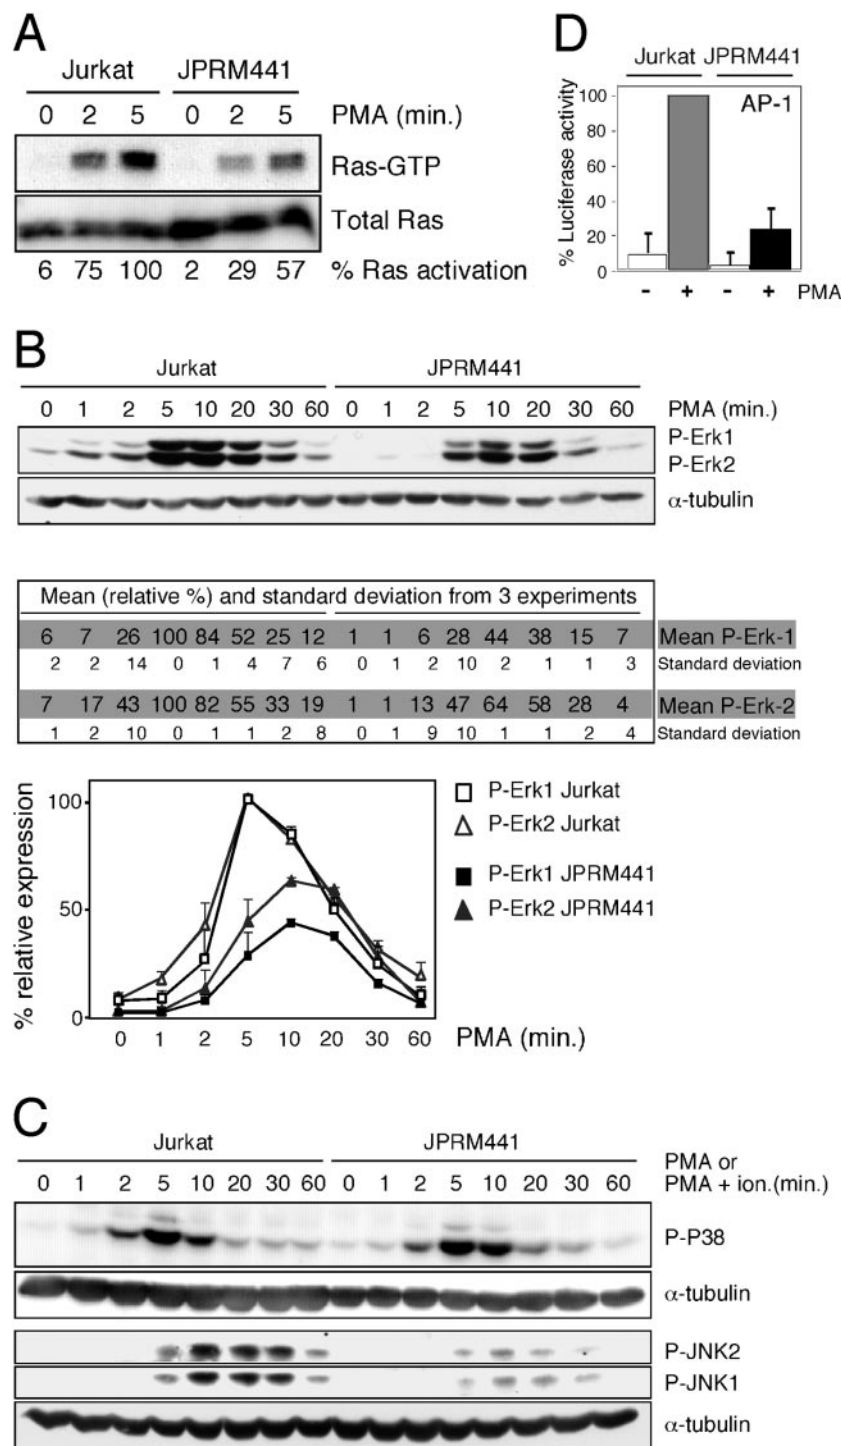 A
Jurkat JPRM441
0 2 5 0 2 5 PMA (min.)
Ras-GTP
Total Ras
6 75 100 2 29 57 % Ras activation
D
Jurkat JPRM441
% Luciferase activity
AP-1
100
80
60
40
20
0
- + - + PMA
B
Jurkat JPRM441
0 1 2 5 10 20 30 60 0 1 2 5 10 20 30 60 PMA (min.)
P-Erk1
P-Erk2
α-tubulin
Mean (relative %) and standard deviation from 3 experiments
6 7 26 100 84 52 25 12 1 1 6 28 44 38 15 7 Mean P-Erk-1
2 2 14 0 1 4 7 6 0 1 2 10 2 1 1 3 Standard deviation
7 17 43 100 82 55 33 19 1 1 13 47 64 58 28 4 Mean P-Erk-2
1 2 10 0 1 1 2 8 0 1 9 10 1 1 2 4 Standard deviation
% relative expression
100
50
0
0 1 2 5 10 20 30 60 PMA (min.)
P-Erk1 Jurkat
P-Erk2 Jurkat
P-Erk1 JPRM441
P-Erk2 JPRM441
C
Jurkat JPRM441
PMA or
0 1 2 5 10 20 30 60 0 1 2 5 10 20 30 60 PMA + ion.(min.)
P-P38
α-tubulin
P-JNK2
P-JNK1
α-tubulin